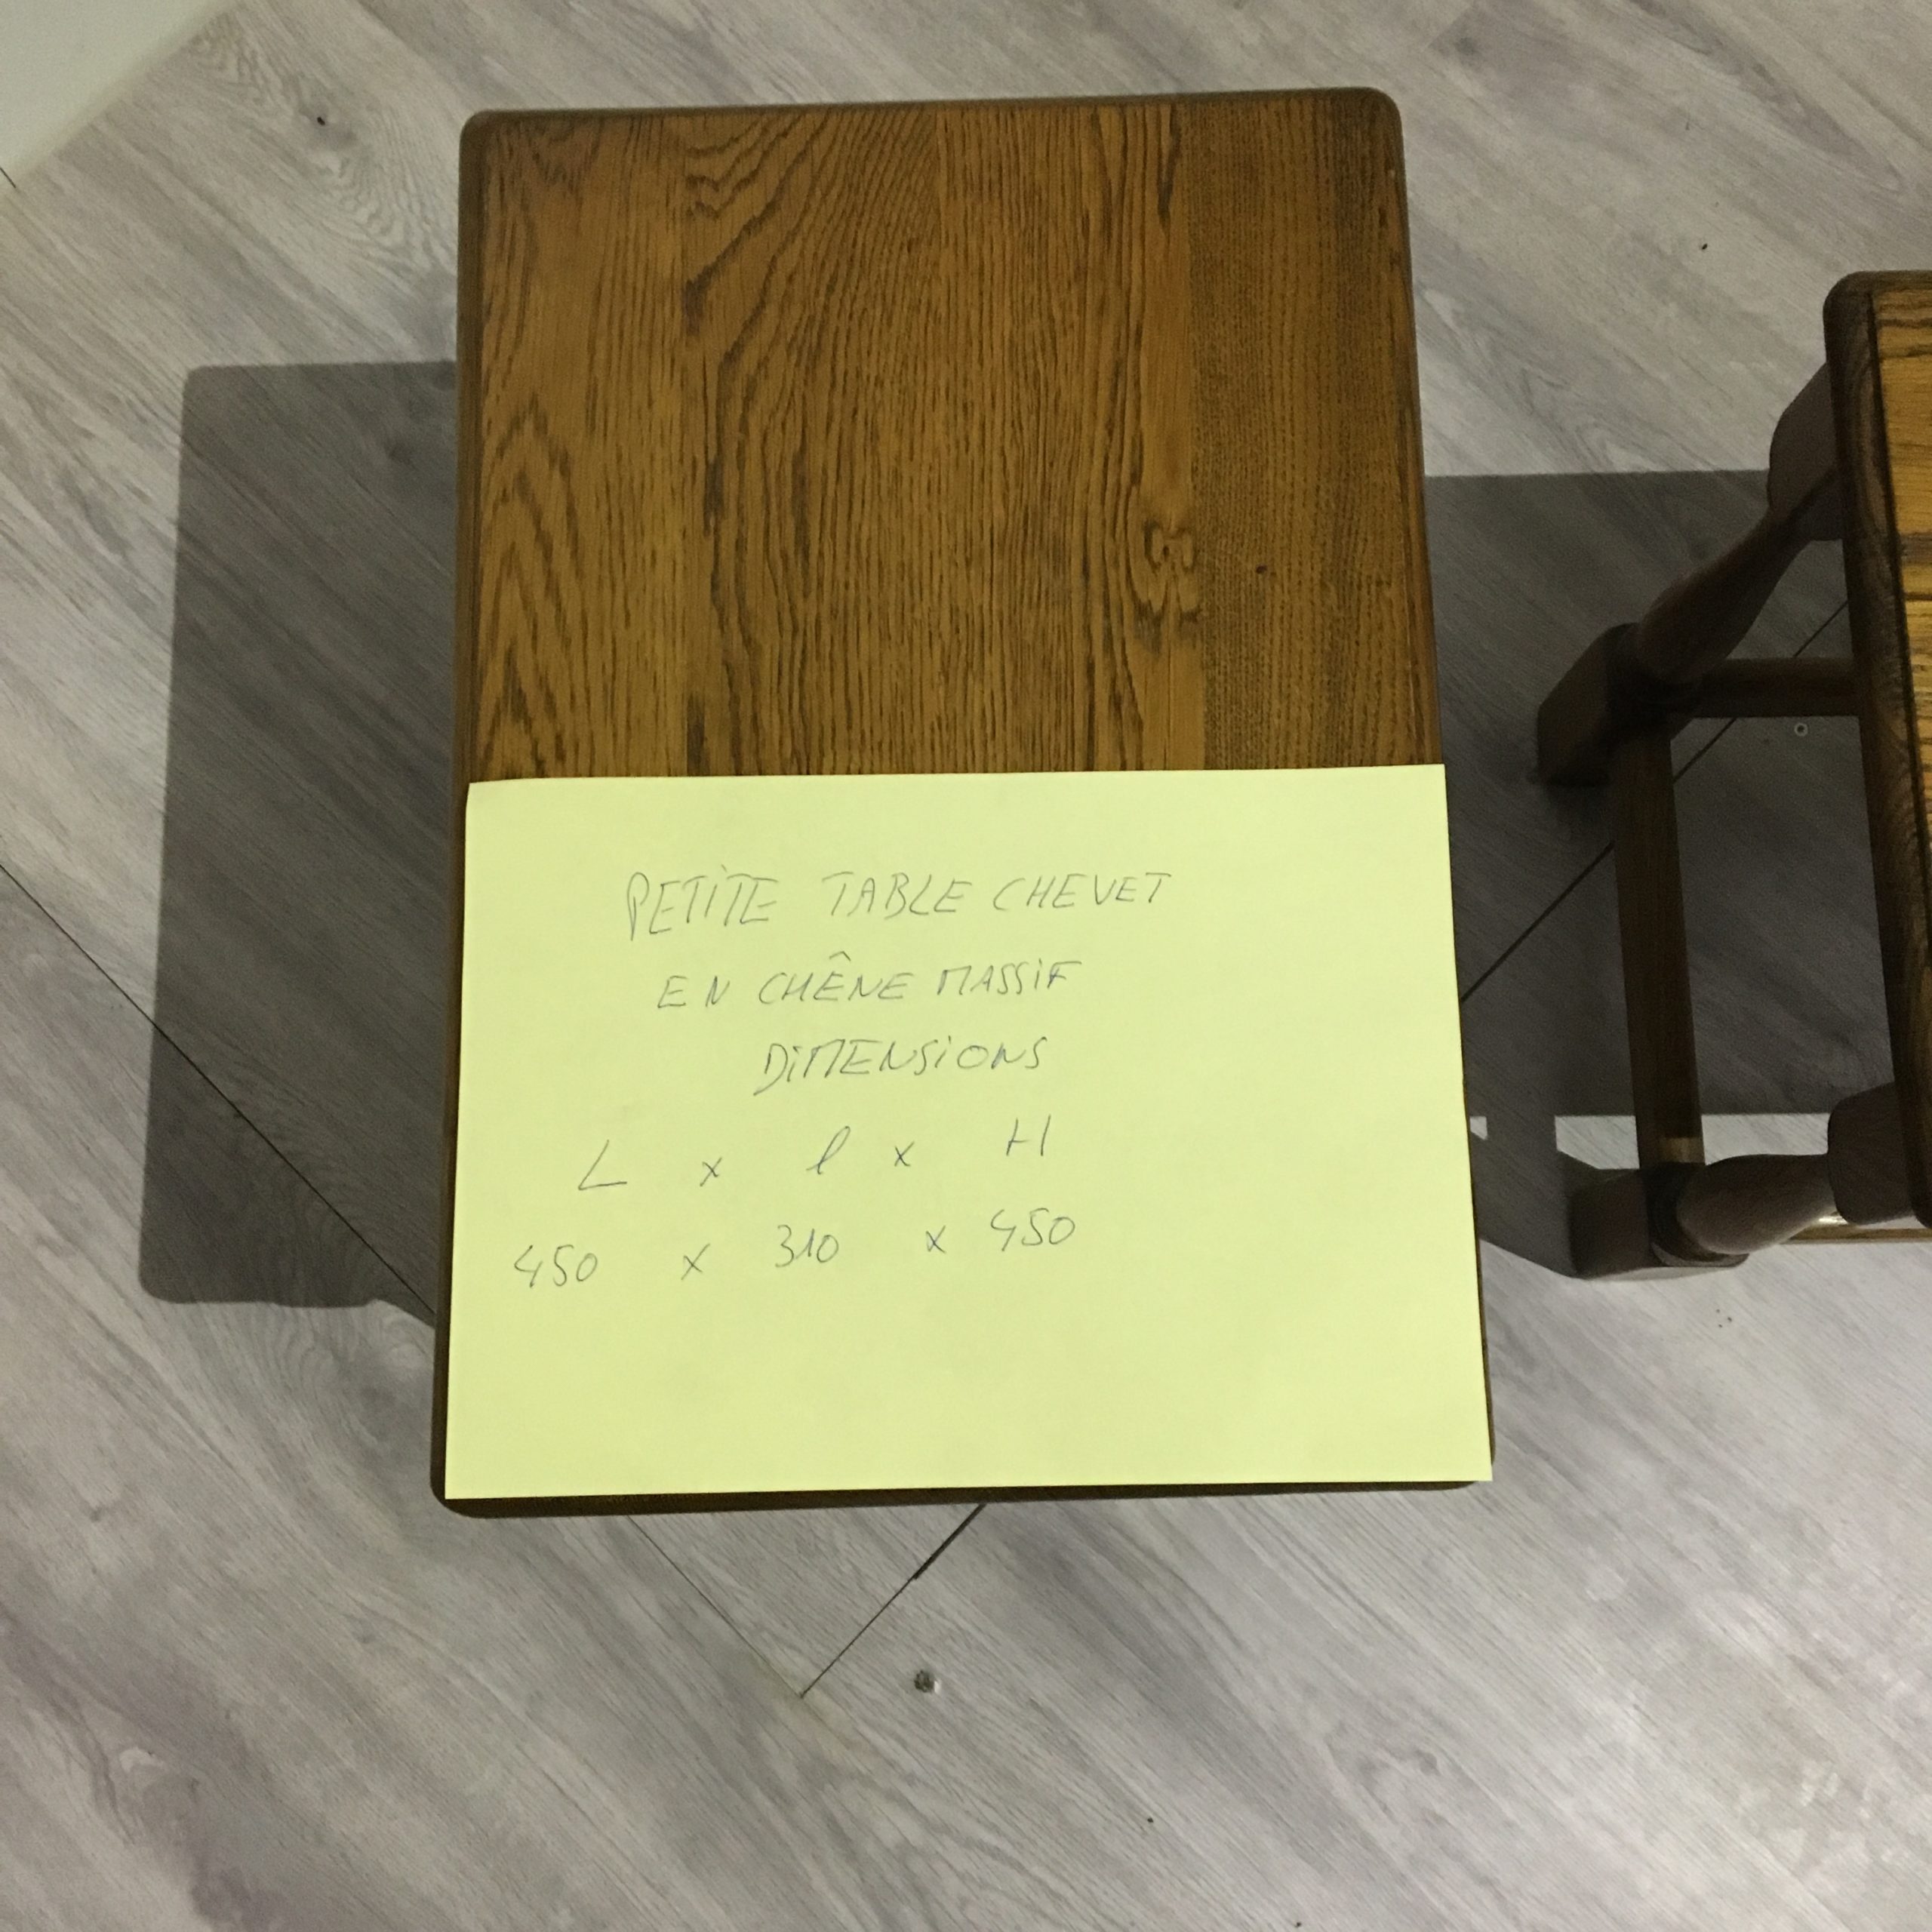 PETITE TABLE CHEVET
EN CHÊNE MASSIF
DIMENSIONS
L x l x H
450 x 310 x 450